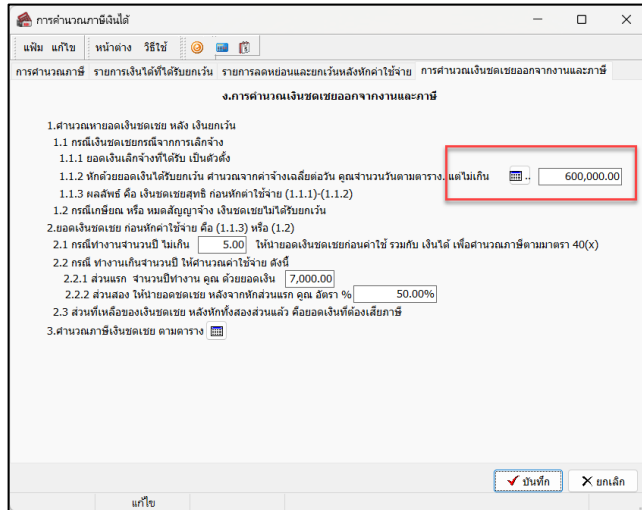 การคำนวณภาษีเงินได้
แฟ้ม แก้ไข หน้าต่าง วิธีใช้
การคำนวณภาษี รายการเงินได้ที่ได้รับยกเว้น รายการลดหย่อนและยกเว้นหลังหักค่าใช้จ่าย การคำนวณเงินชดเชยออกจากงานและภาษี
ง.การคำนวณเงินชดเชยออกจากงานและภาษี
1.คำนวณหายอดเงินชดเชย หลัง เงินยกเว้น
1.1 กรณีเงินชดเชยกรณีจากการเลิกจ้าง
1.1.1 ยอดเงินเลิกจ้างที่ได้รับ เป็นตัวตั้ง
1.1.2 หักด้วยยอดเงินได้รับยกเว้น คำนวณจากค่าจ้างเฉลี่ยต่อวัน คูณจำนวนวันตามตาราง. แต่ไม่เกิน .. 600,000.00
1.1.3 ผลลัพธ์ คือ เงินชดเชยสุทธิ ก่อนหักค่าใช้จ่าย (1.1.1)-(1.1.2)
1.2 กรณีเกษียณ หรือ หมดสัญญาจ้าง เงินชดเชยไม่ได้รับยกเว้น
2.ยอดเงินชดเชย ก่อนหักค่าใช้จ่าย คือ (1.1.3) หรือ (1.2)
2.1 กรณีทำงานจำนวนปี ไม่เกิน 5.00 ให้นำยอดเงินชดเชยก่อนค่าใช้ รวมกับ เงินได้ เพื่อคำนวณภาษีตามมาตรา 40(x)
2.2 กรณี ทำงานเกินจำนวนปี ให้คำนวณค่าใช้จ่าย ดังนี้
2.2.1 ส่วนแรก จำนวนปีทำงาน คูณ ด้วยยอดเงิน 7,000.00
2.2.2 ส่วนสอง ให้นำยอดชดเชย หลังจากหักส่วนแรก คูณ อัตรา % 50.00%
2.3 ส่วนที่เหลือของเงินชดเชย หลังหักทั้งสองส่วนแล้ว คือยอดเงินที่ต้องเสียภาษี
3.คำนวณภาษีเงินชดเชย ตามตาราง
บันทึก ยกเลิก
แก้ไข